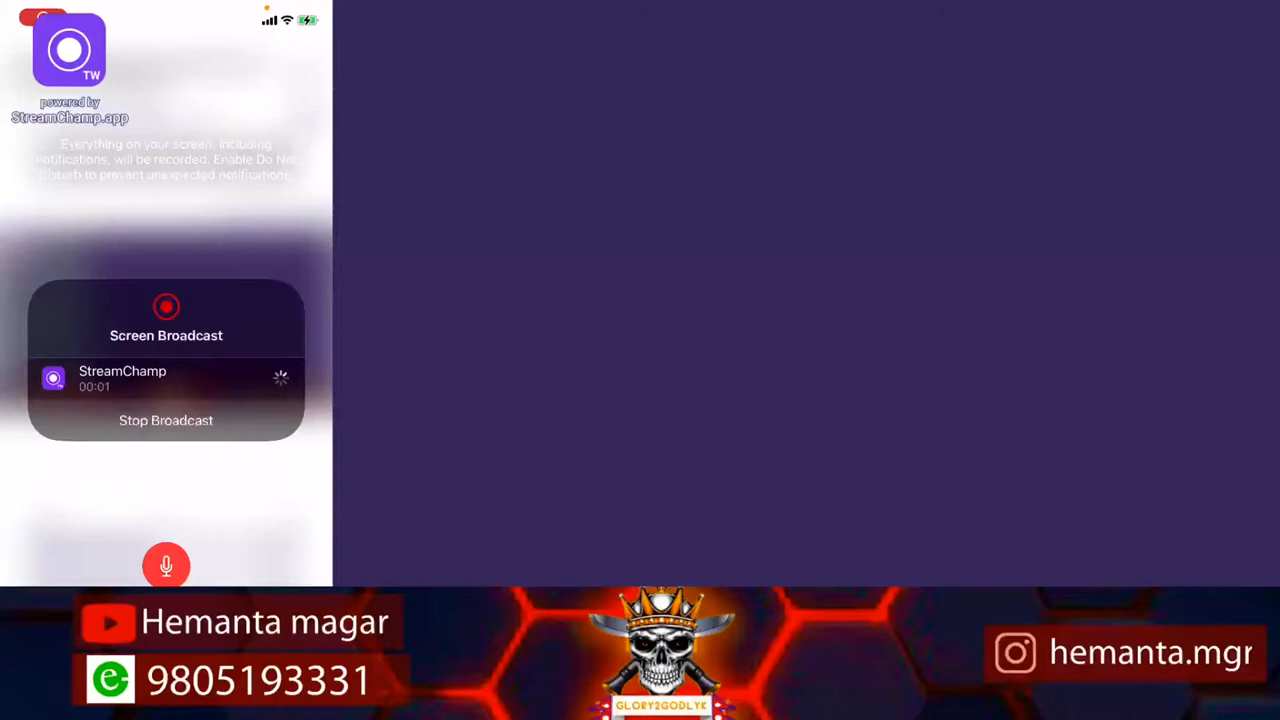 TW
powered by
StreamChamp.app
Everything on your screen, including
notifications, will be recorded. Enable Do Not
Disturb to prevent unexpected notifications.
Screen Broadcast
StreamChamp
00:01
Stop Broadcast
Hemanta magar
9805193331
GLORY2GODLYK
hemanta.mgr